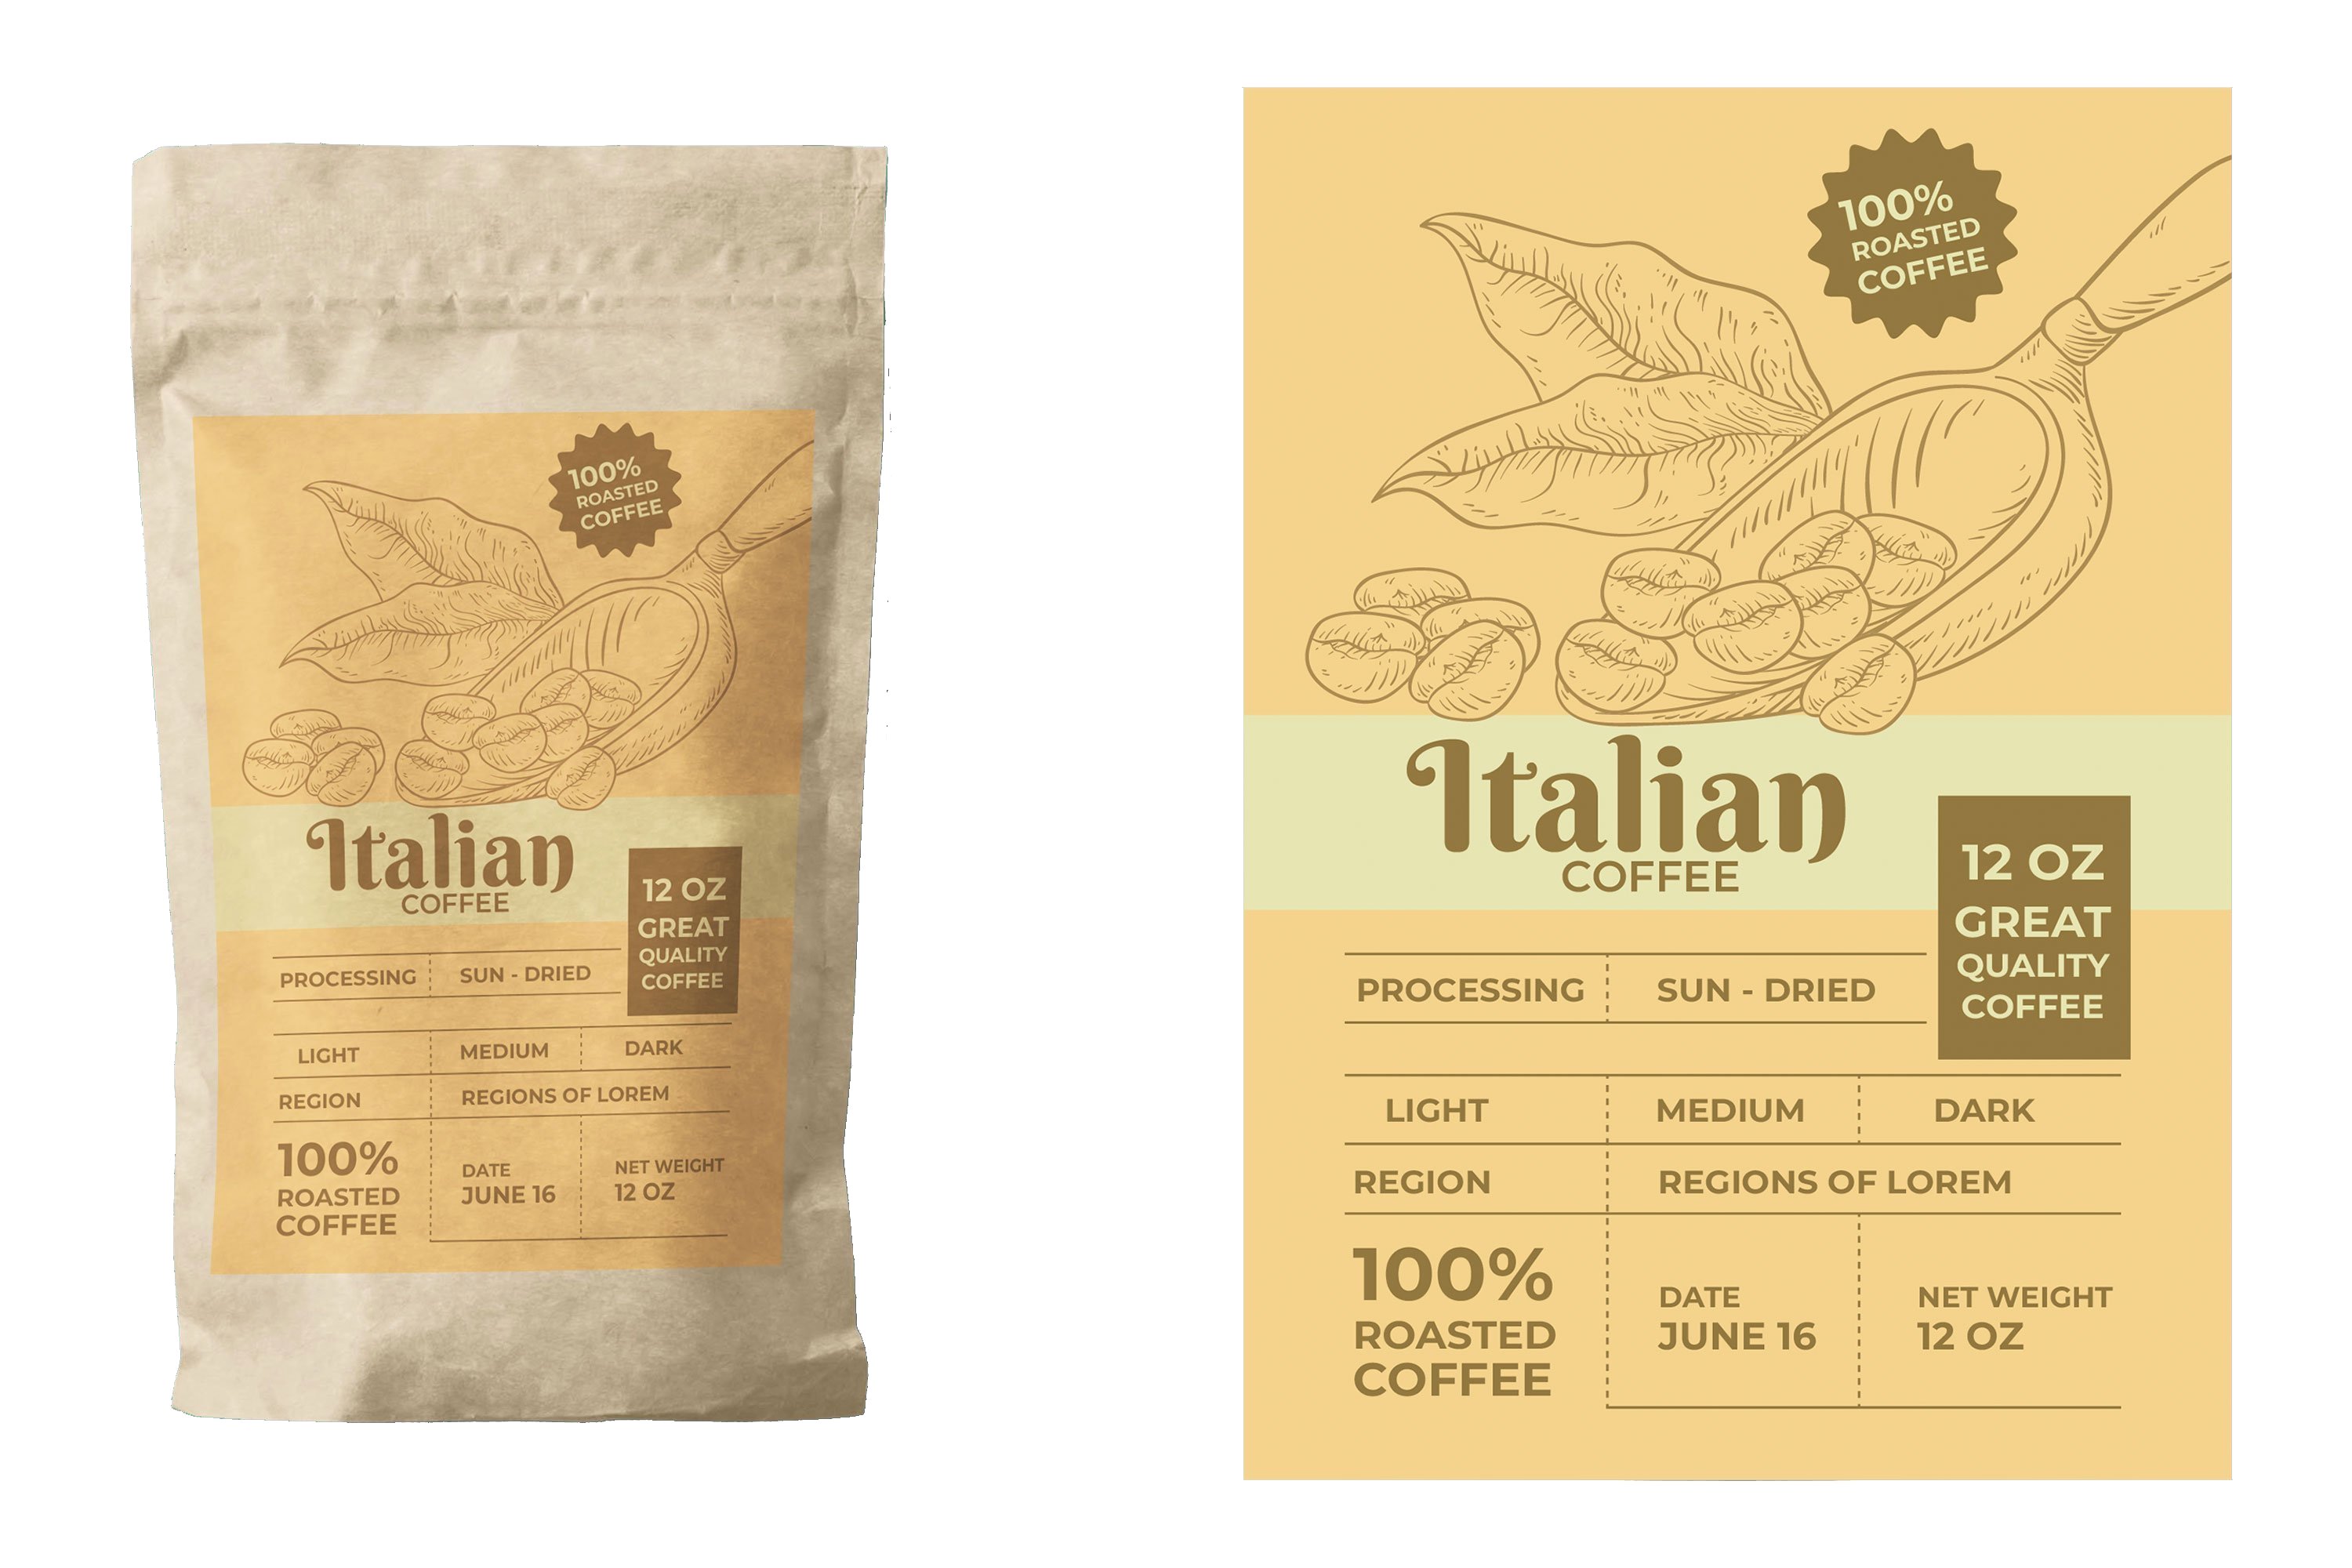 100%
ROASTED
COFFEE
Italian
COFFEE
12 OZ
GREAT
QUALITY
COFFEE
PROCESSING SUN - DRIED
LIGHT MEDIUM DARK
REGION REGIONS OF LOREM
100%
ROASTED
COFFEE
DATE
JUNE 16
NET WEIGHT
12 OZ
100%
ROASTED
COFFEE
Italian
COFFEE
12 OZ
GREAT
QUALITY
COFFEE
PROCESSING SUN - DRIED
LIGHT MEDIUM DARK
REGION REGIONS OF LOREM
100%
ROASTED
COFFEE
DATE
JUNE 16
NET WEIGHT
12 OZ